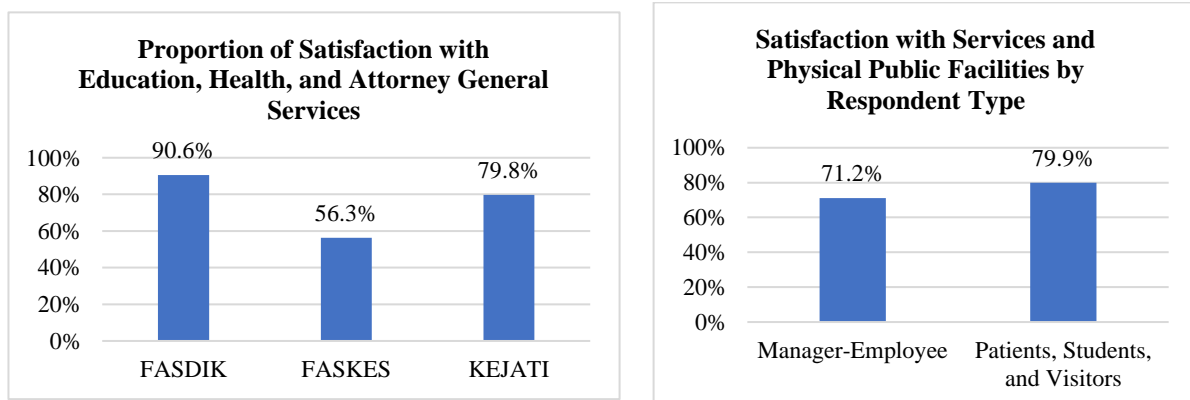 Proportion of Satisfaction with
Education, Health, and Attorney General
Services
100%
80%
60%
40%
20%
0%
90.6%
56.3%
79.8%
FASDIK
FASKES
KEJATI
Satisfaction with Services and
Physical Public Facilities by
Respondent Type
100%
80%
60%
40%
20%
0%
71.2%
79.9%
Manager-Employee
Patients, Students,
and Visitors